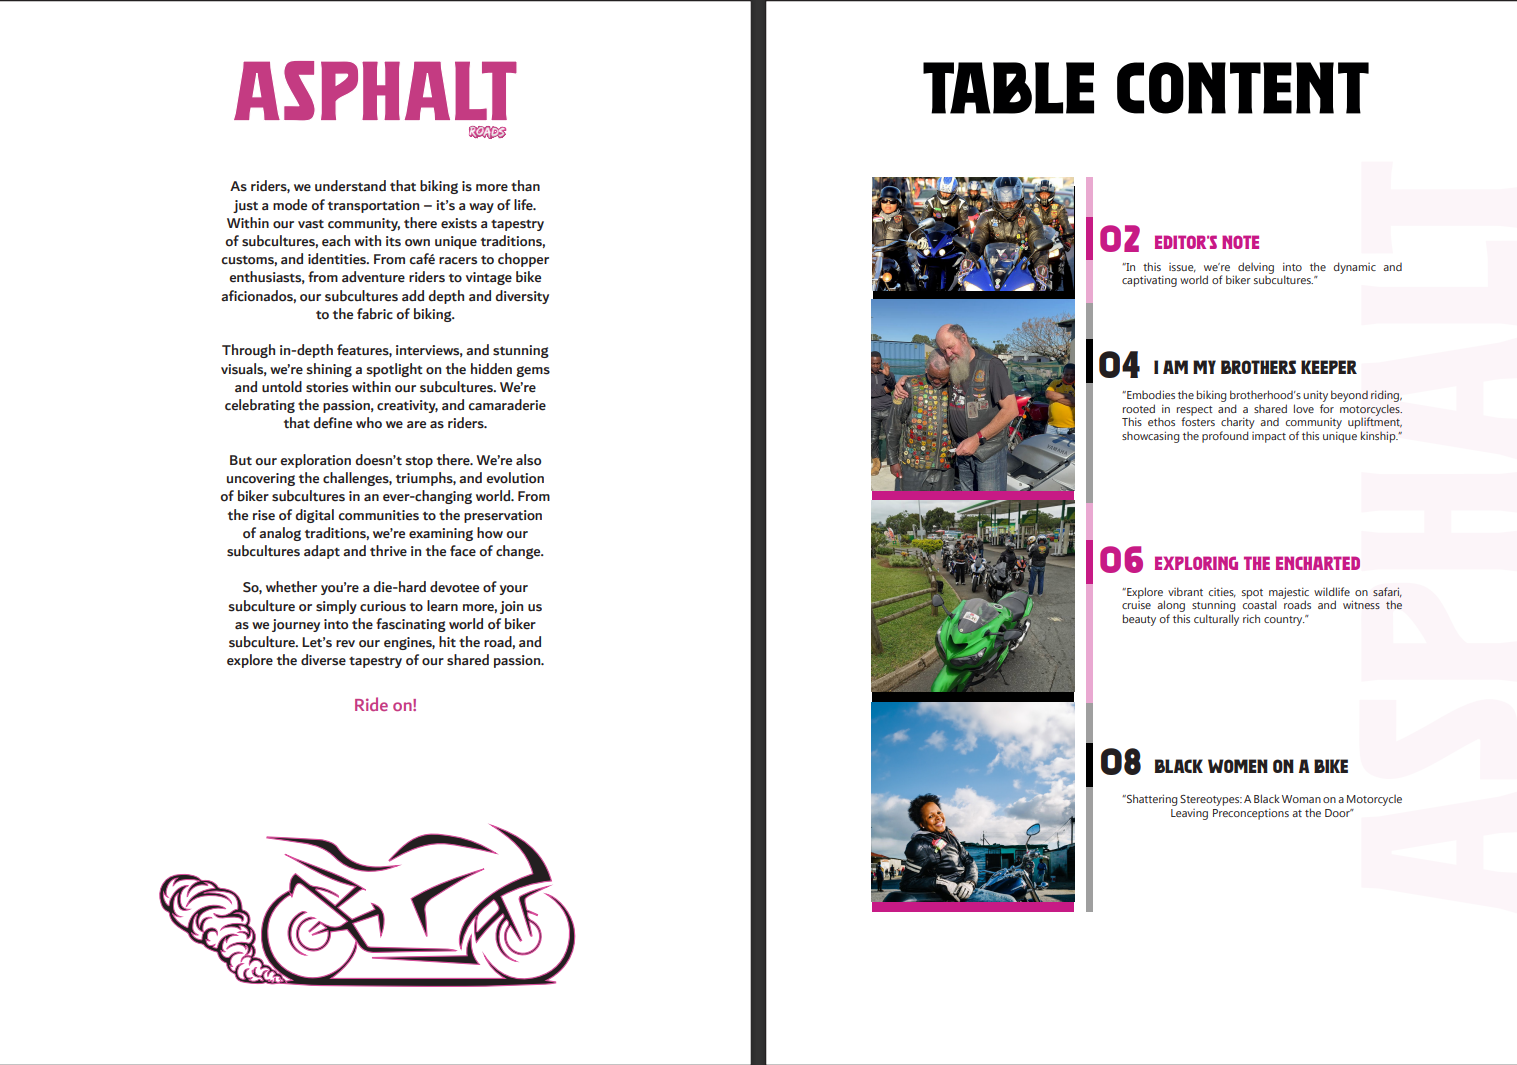 ASPHALT
ROADS
As riders, we understand that biking is more than
just a mode of transportation – it's a way of life.
Within our vast community, there exists a tapestry
of subcultures, each with its own unique traditions,
customs, and identities. From café racers to chopper
enthusiasts, from adventure riders to vintage bike
aficionados, our subcultures add depth and diversity
to the fabric of biking.
Through in-depth features, interviews, and stunning
visuals, we're shining a spotlight on the hidden gems
and untold stories within our subcultures. We're
celebrating the passion, creativity, and camaraderie
that define who we are as riders.
But our exploration doesn't stop there. We're also
uncovering the challenges, triumphs, and evolution
of biker subcultures in an ever-changing world. From
the rise of digital communities to the preservation
of analog traditions, we're examining how our
subcultures adapt and thrive in the face of change.
So, whether you're a die-hard devotee of your
subculture or simply curious to learn more, join us
as we journey into the fascinating world of biker
subculture. Let's rev our engines, hit the road, and
explore the diverse tapestry of our shared passion.
Ride on!
TABLE CONTENT
02 EDITOR'S NOTE
"In this issue, we're delving into the dynamic and
captivating world of biker subcultures."
04 I AM MY BROTHERS KEEPER
"Embodies the biking brotherhood's unity beyond riding,
rooted in respect and a shared love for motorcycles.
This ethos fosters charity and community upliftment,
showcasing the profound impact of this unique kinship."
YAMAHA
06 EXPLORING THE ENCHARTED
"Explore vibrant cities, spot majestic wildlife on safari,
cruise along stunning coastal roads and witness the
beauty of this culturally rich country."
08 BLACK WOMEN ON A BIKE
"Shattering Stereotypes: A Black Woman on a Motorcycle
Leaving Preconceptions at the Door"
ASPHALT